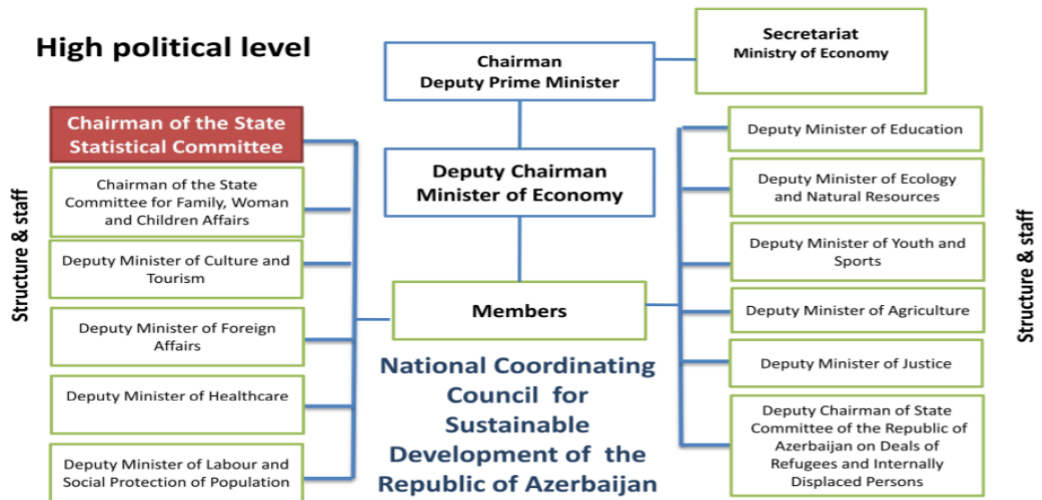 High political level
Chairman
Deputy Prime Minister
Secretariat
Ministry of Economy
Deputy Chairman
Minister of Economy
Members
Structure & staff
Chairman of the State
Statistical Committee
Chairman of the State
Committee for Family, Woman
and Children Affairs
Deputy Minister of Culture and
Tourism
Deputy Minister of Foreign
Affairs
Deputy Minister of Healthcare
Deputy Minister of Labour and
Social Protection of Population
Deputy Minister of Education
Deputy Minister of Ecology
and Natural Resources
Deputy Minister of Youth and
Sports
Deputy Minister of Agriculture
Deputy Minister of Justice
Deputy Chairman of State
Committee of the Republic of
Azerbaijan on Deals of
Refugees and Internally
Displaced Persons
Structure & staff
National Coordinating
Council for
Sustainable
Development of the
Republic of Azerbaijan